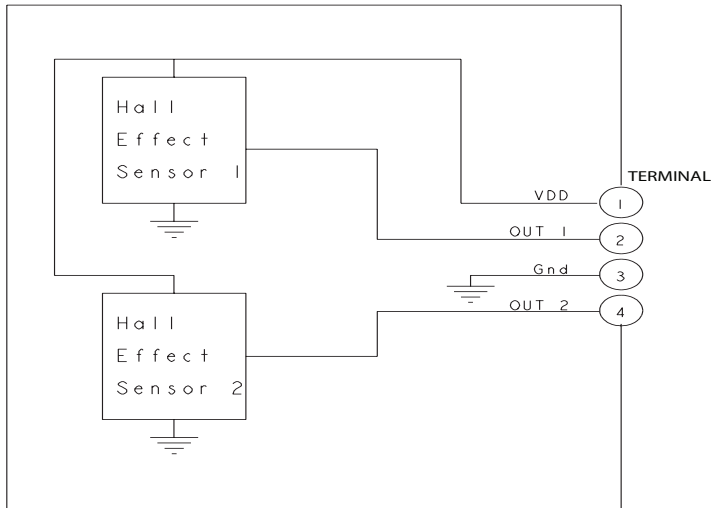 Hall
Effect
Sensor 1
TERMINAL
VDD 1
OUT 1 2
Gnd 3
OUT 2 4
Hall
Effect
Sensor 2